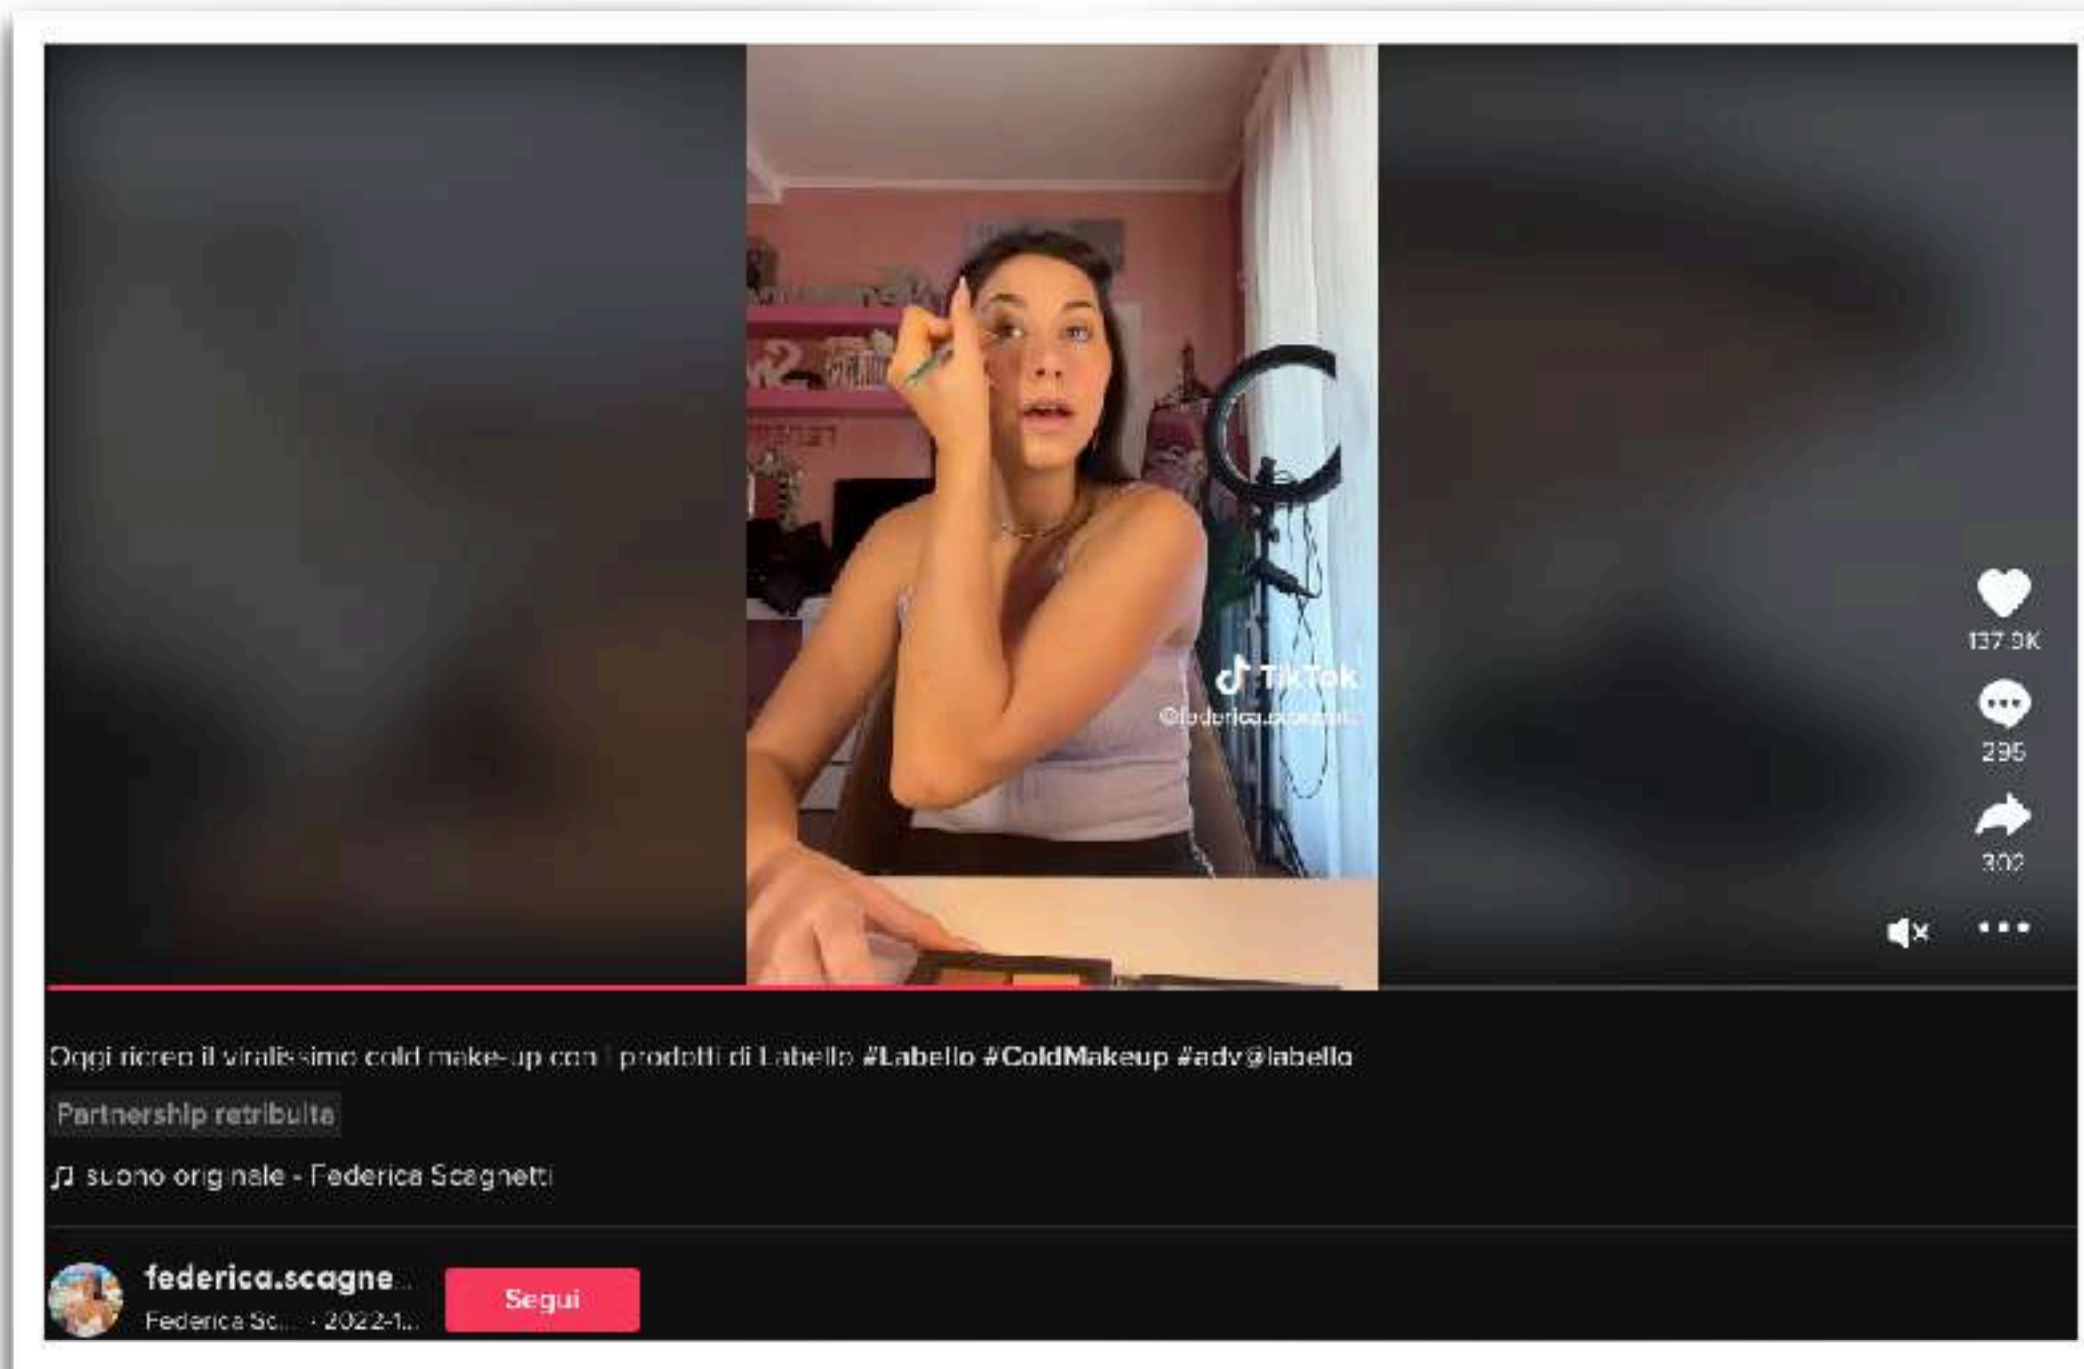 TikTok
137.9K
295
302
Oggi ricreo il viralissimo cold make-up con i prodotti di Labello #Labello #ColdMakeup #adv@labello
Partnership retribuita
suono originale - Federica Scagnetti
federica.scagne...
Federica Sc... · 2022-1...
Segui